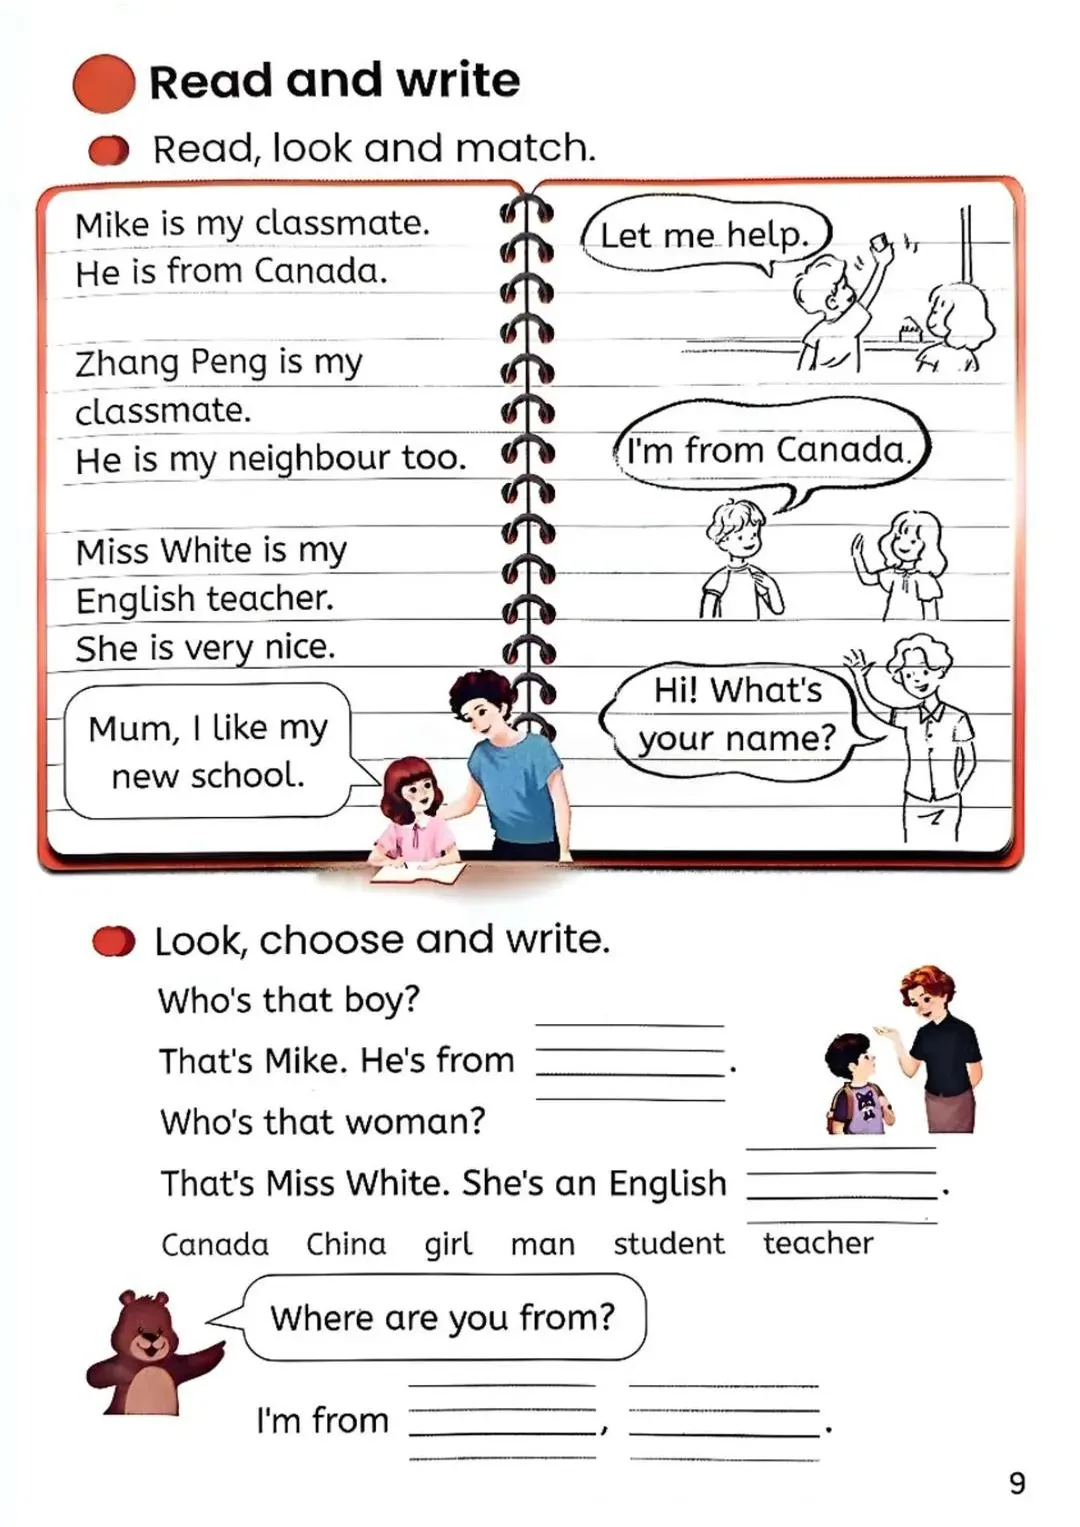 Read and write
Read, look and match.
Mike is my classmate.
He is from Canada.
Zhang Peng is my
classmate.
He is my neighbour too.
Miss White is my
English teacher.
She is very nice.
Mum, I like my
new school.
Let me help.
I'm from Canada.
Hi! What's
your name?
Look, choose and write.
Who's that boy?
That's Mike. He's from .
Who's that woman?
That's Miss White. She's an English .
Canada China girl man student teacher
Where are you from?
I'm from , .
9